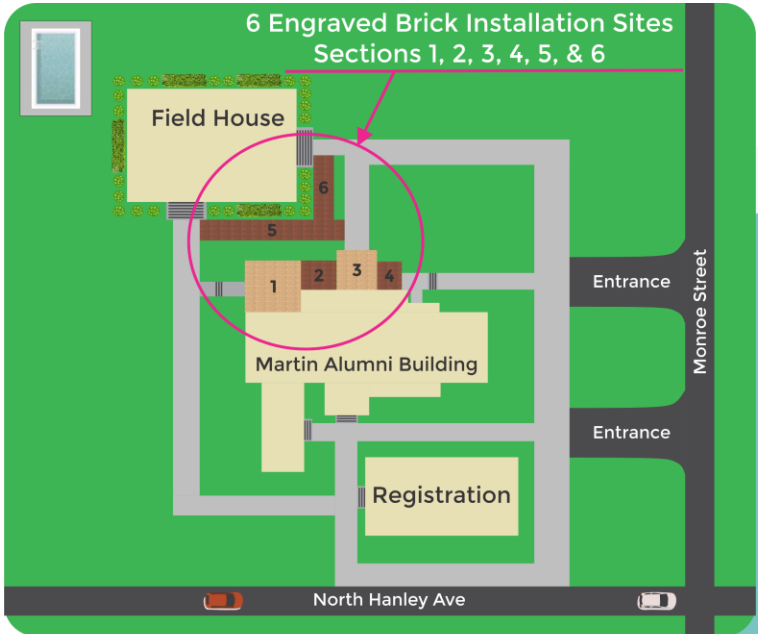 6 Engraved Brick Installation Sites
Sections 1, 2, 3, 4, 5, & 6
Field House
6
5
3
2
4
1
Entrance
Monroe Street
Martin Alumni Building
Entrance
Registration
North Hanley Ave